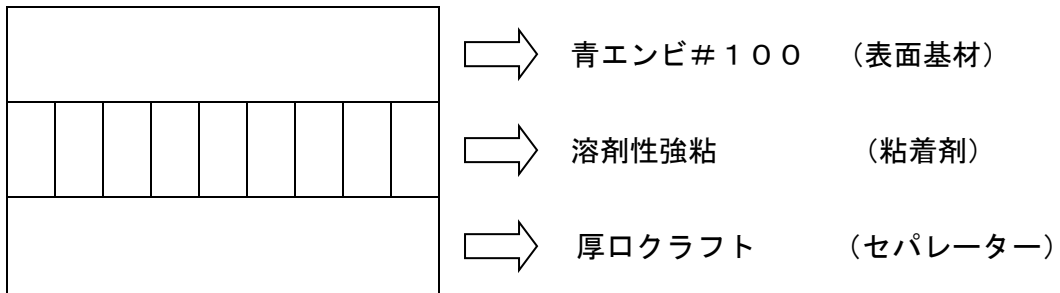 青エンビ＃１００　（表面基材）
溶剤性強粘　（粘着剤）
厚口クラフト　（セパレーター）